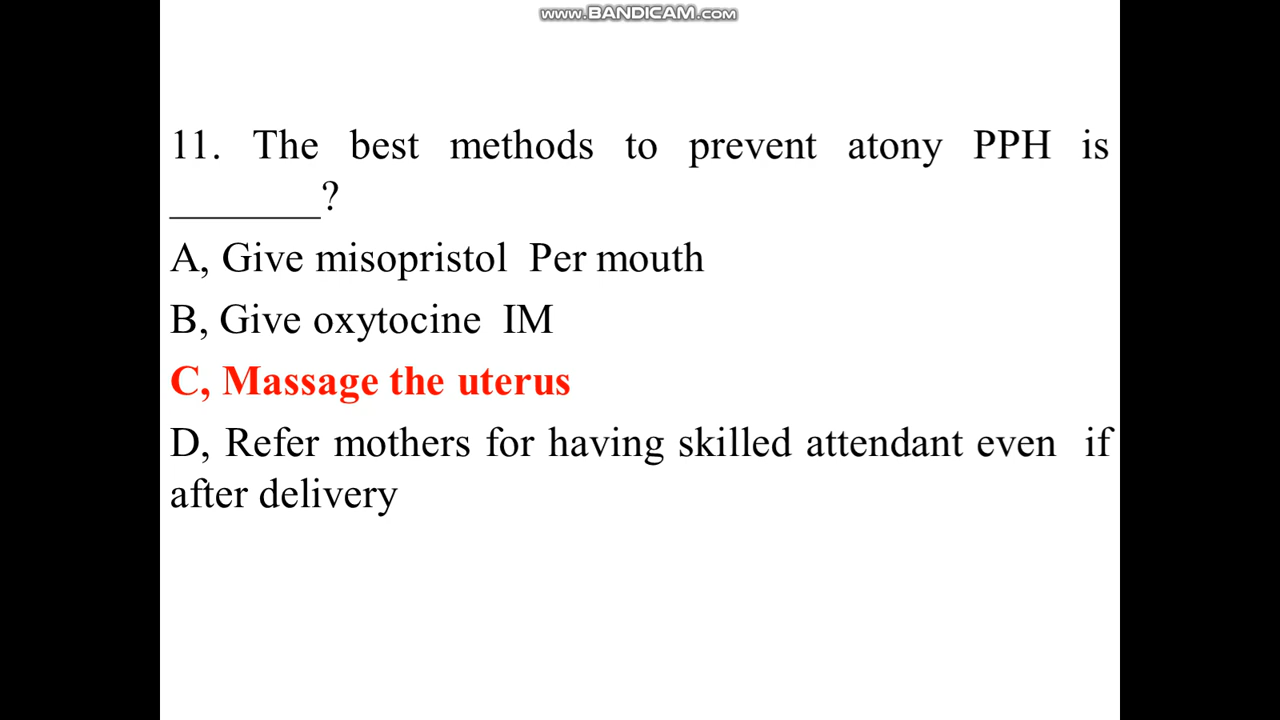 www.BANDICAM.com
11. The best methods to prevent atony PPH is
________?
A, Give misopristol Per mouth
B, Give oxytocine IM
C, Massage the uterus
D, Refer mothers for having skilled attendant even if
after delivery